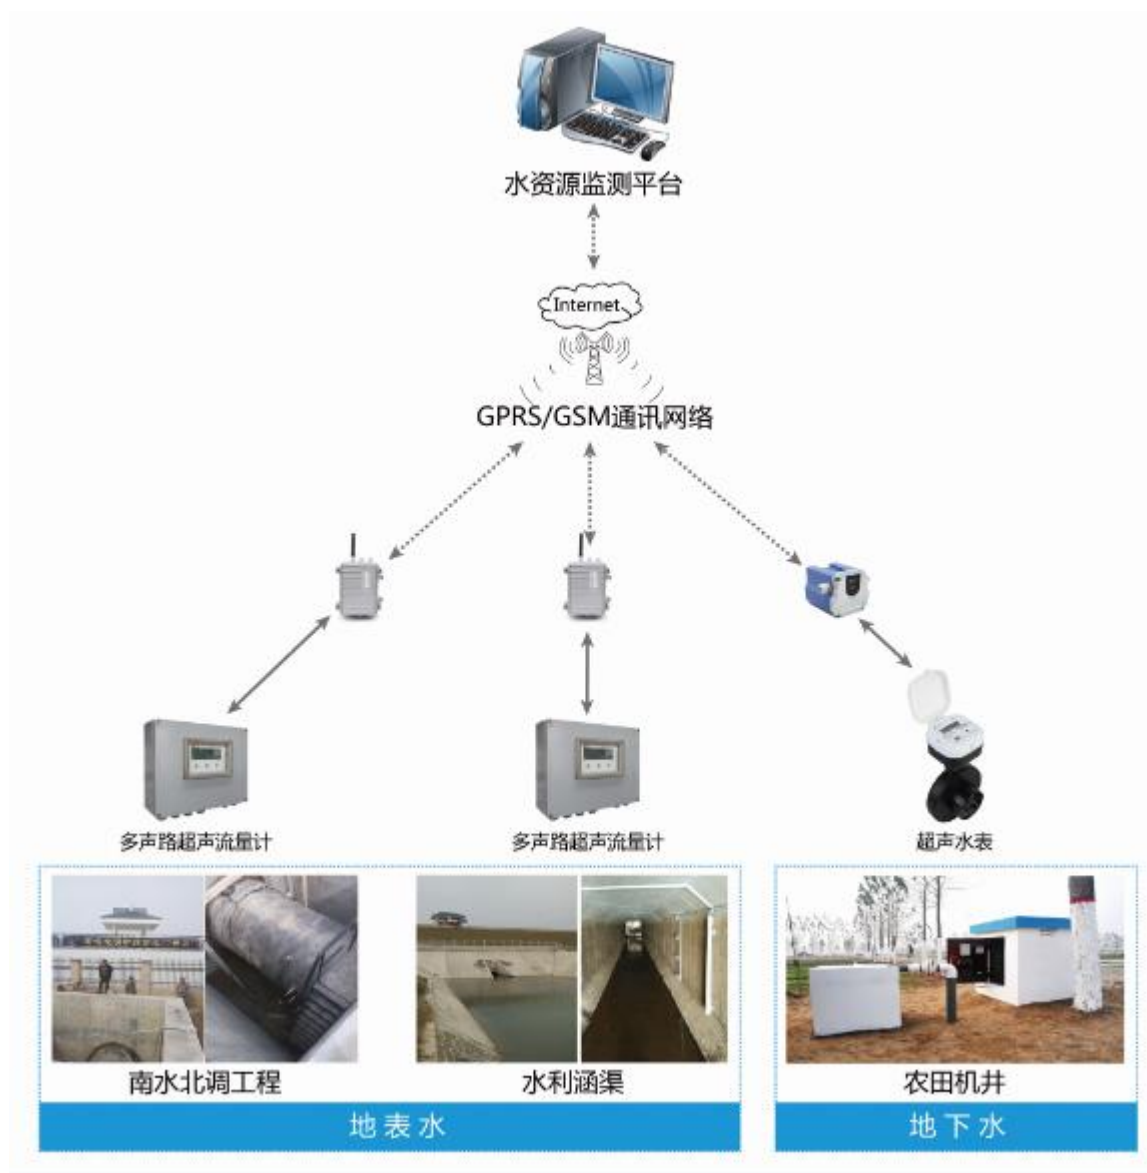 水资源监测平台
Internet
GPRS/GSM通讯网络
多声路超声流量计
多声路超声流量计
超声水表
南水北调工程
水利涵渠
农田机井
地表水
地下水